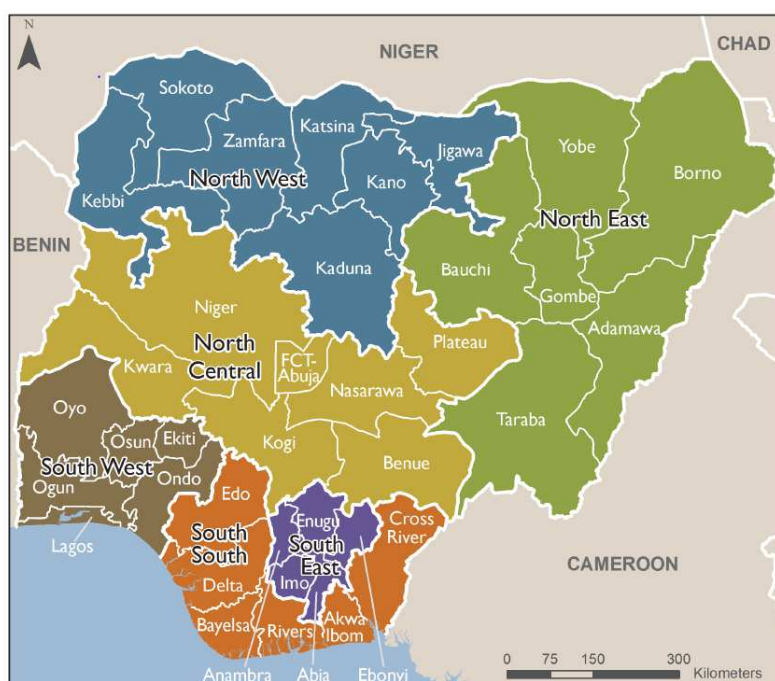 N
NIGER
CHAD
Sokoto
Katsina
Zamfara
Jigawa
Yobe
Borno
North West
Kano
Kebbi
North East
BENIN
Kaduna
Bauchi
Gombe
Niger
Adamawa
Plateau
North
Central
FCT-
Abuja
Kwara
Nasarawa
Taraba
Oyo
Osun
Ekiti
Kogi
Benue
South West
Ogun
Ondo
Edo
Enugu
Cross
River
South
South
South
East
Lagos
CAMEROON
Delta
Imo
Bayelsa
Rivers
Akwa
Ibom
Anambra
Abia
Ebonyi
0 75 150 300
Kilometers